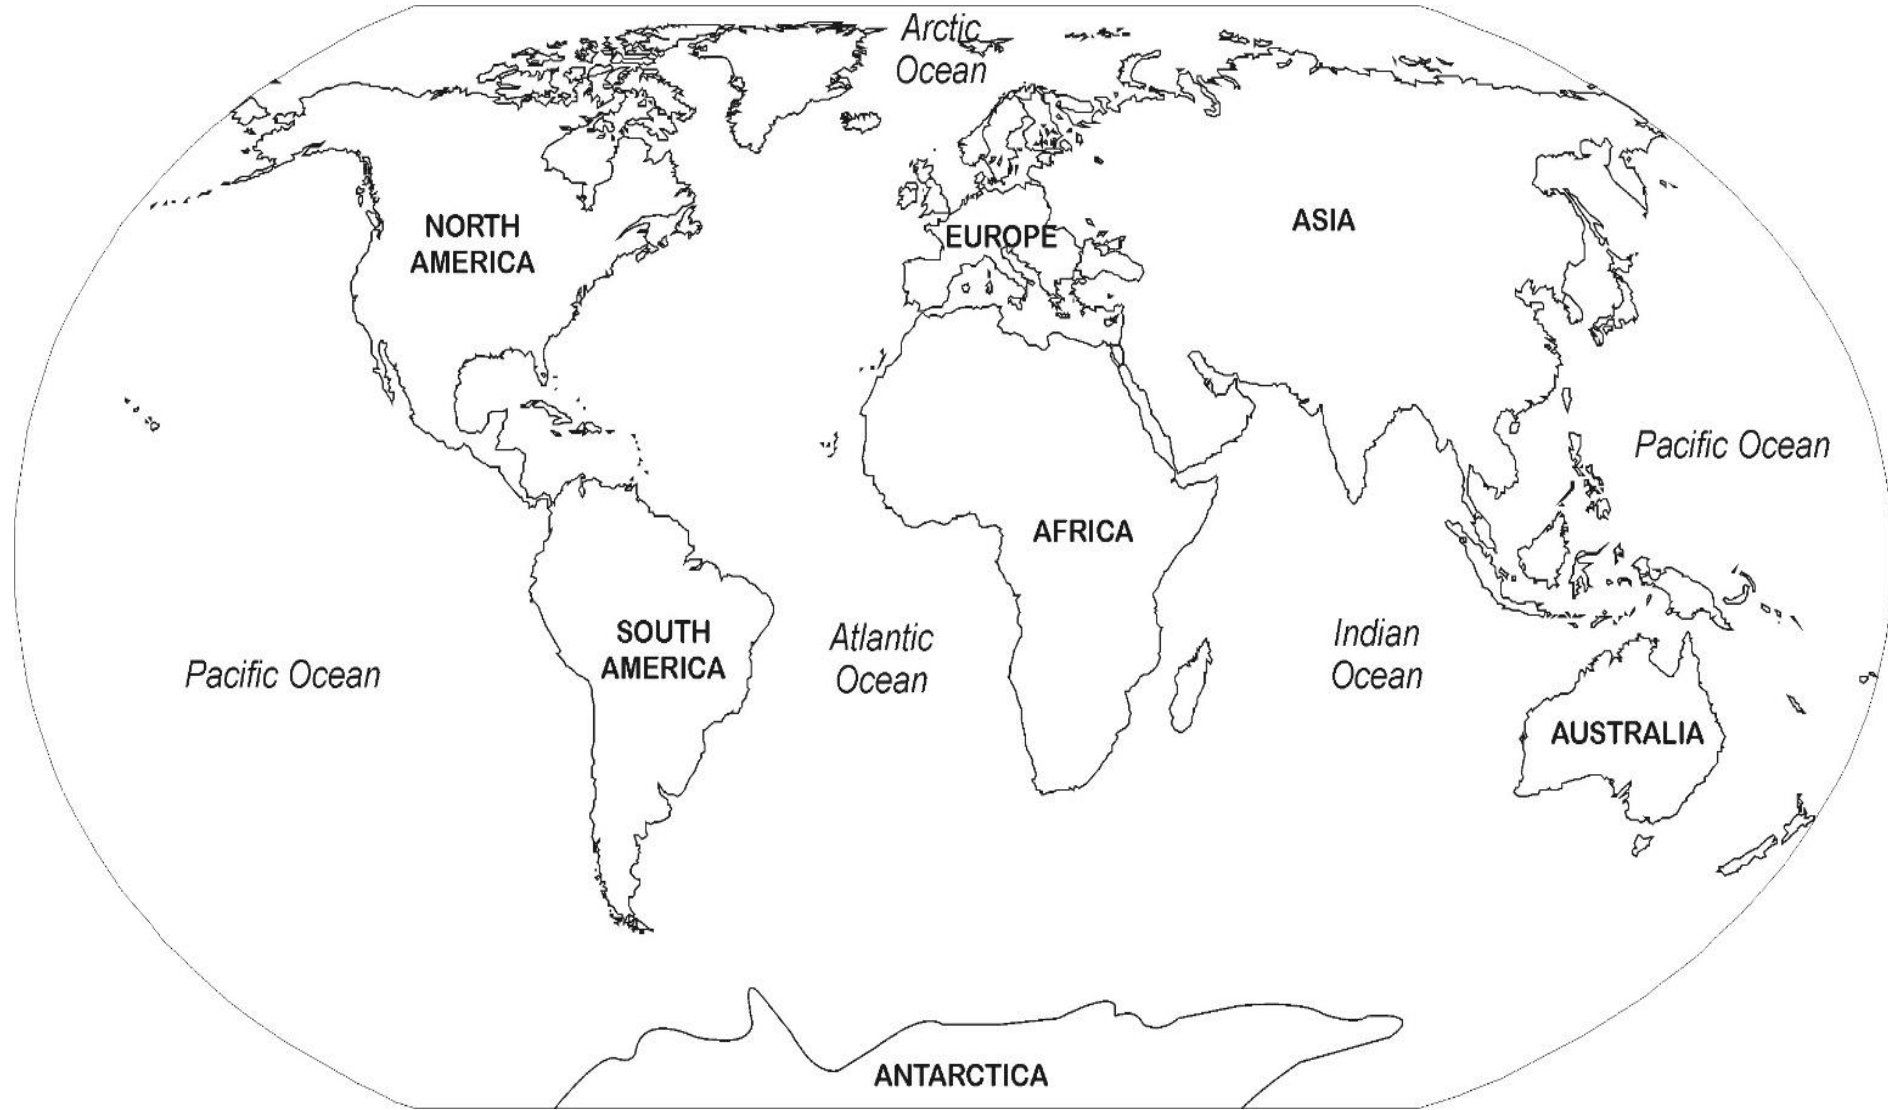 Arctic
Ocean
NORTH
AMERICA
EUROPE
ASIA
Pacific Ocean
AFRICA
SOUTH
AMERICA
Atlantic
Ocean
Indian
Ocean
Pacific Ocean
AUSTRALIA
ANTARCTICA